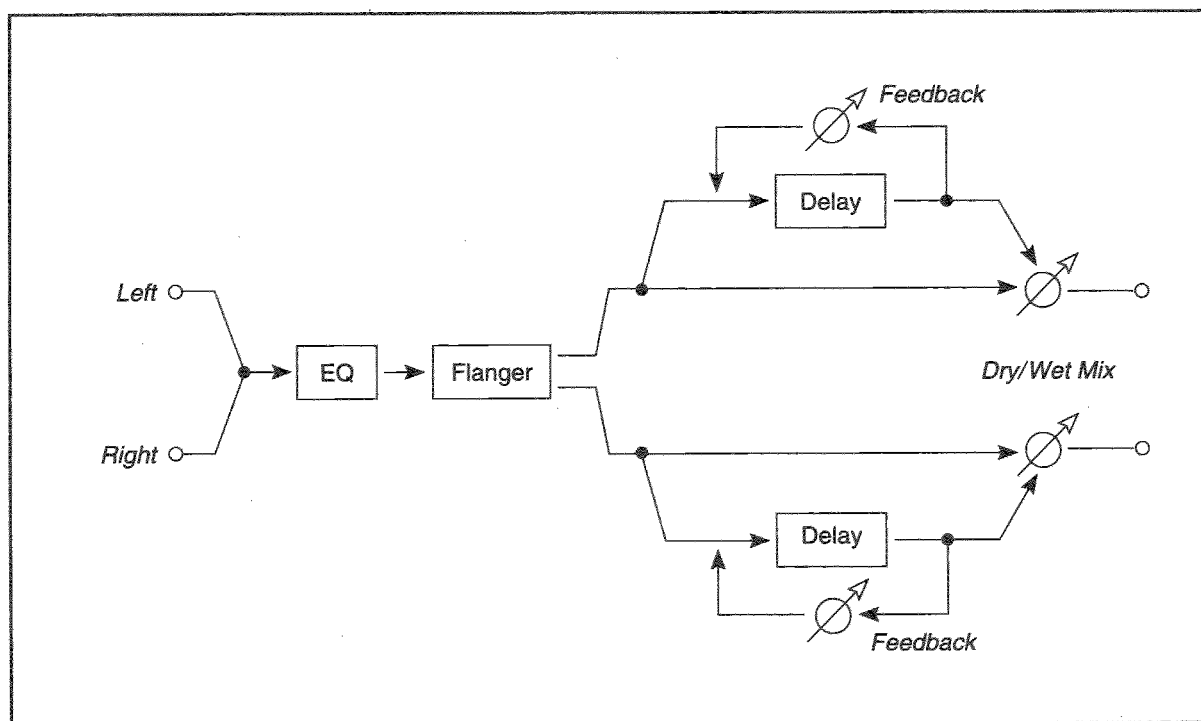 Feedback
Delay
Left
EQ
Flanger
Dry/Wet Mix
Right
Delay
Feedback